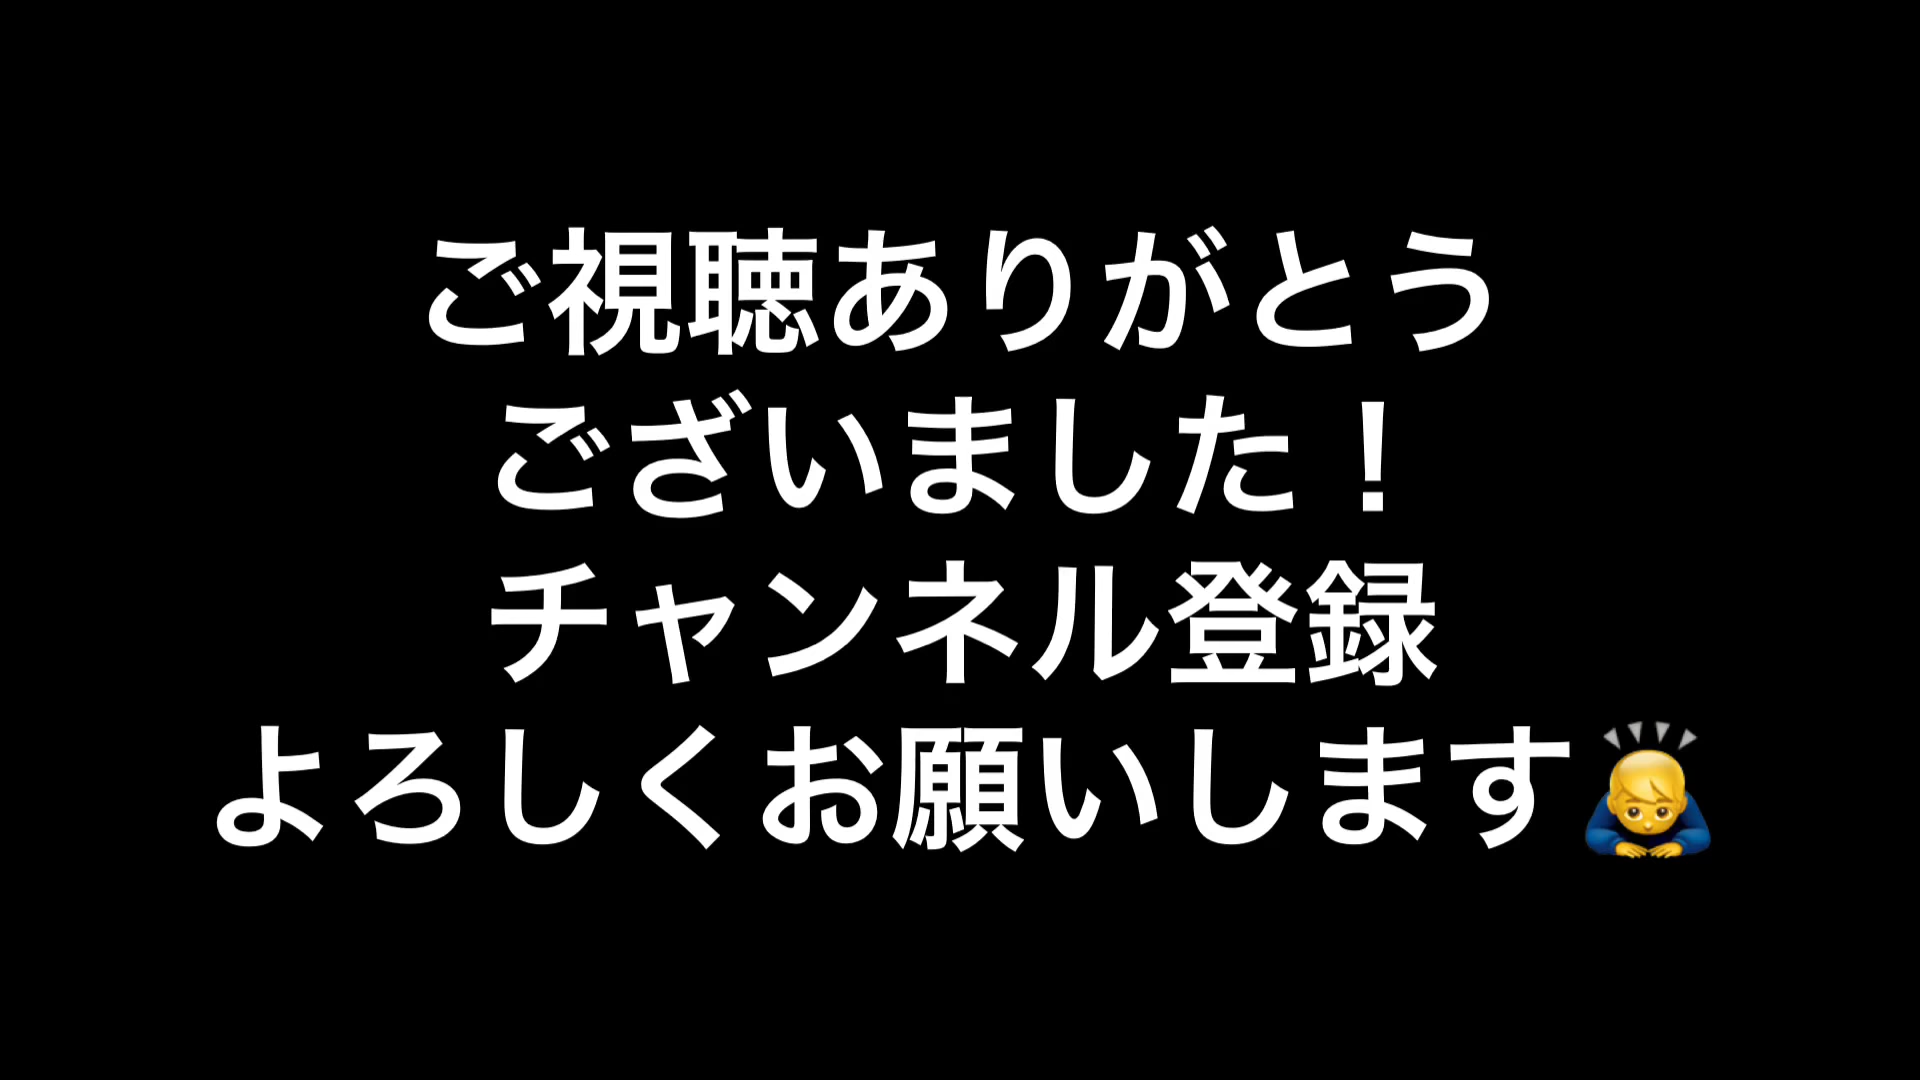 ご視聴ありがとう
ございました！
チャンネル登録
よろしくお願いします🙇